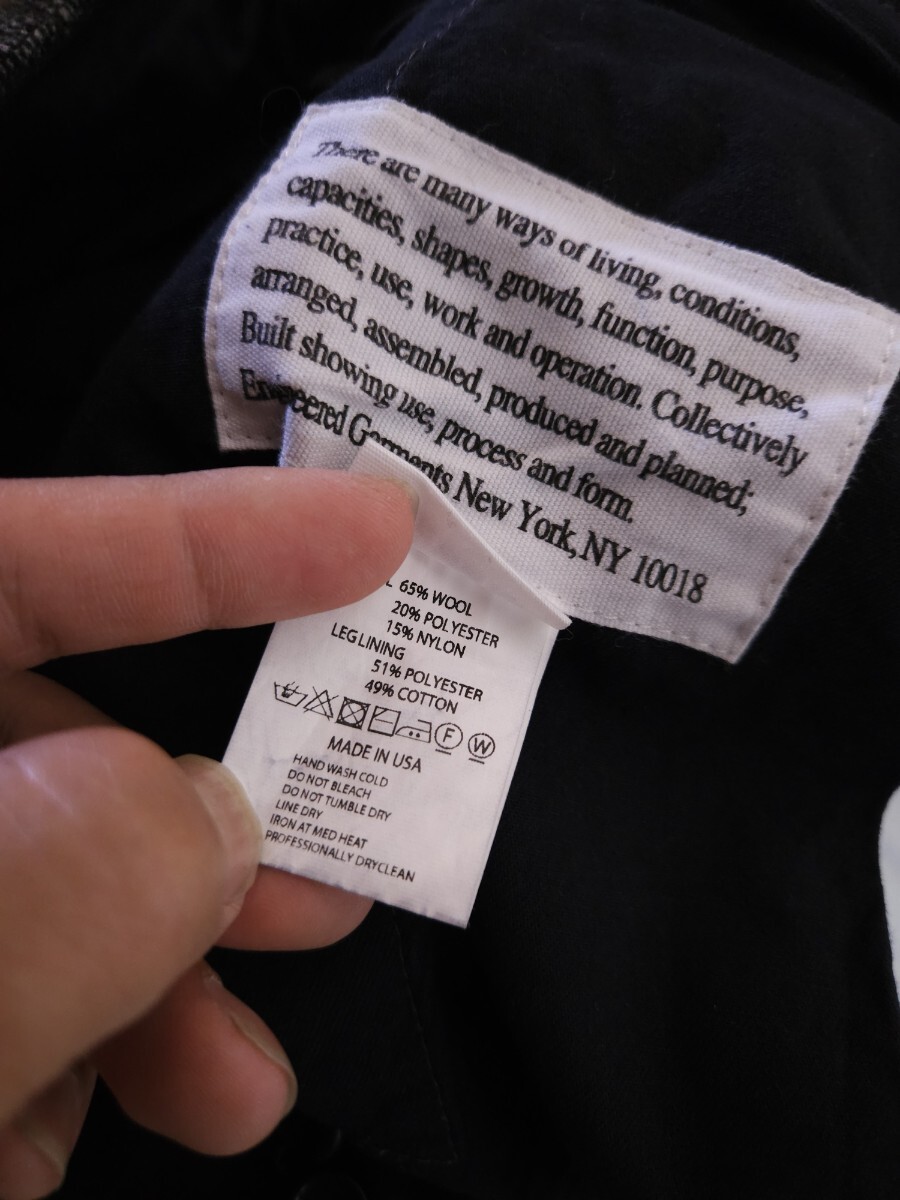 There are many ways of living, conditions,
capacities, shapes, growth, function, purpose,
practice, use, work and operation. Collectively
arranged, assembled, produced and planned;
Built showing use, process and form.
Engineered Garments New York, NY 10018
65% WOOL
20% POLYESTER
15% NYLON
LEG LINING
51% POLYESTER
49% COTTON
F W
MADE IN USA
HAND WASH COLD
DO NOT BLEACH
DO NOT TUMBLE DRY
LINE DRY
IRON AT MED HEAT
PROFESSIONALLY DRYCLEAN